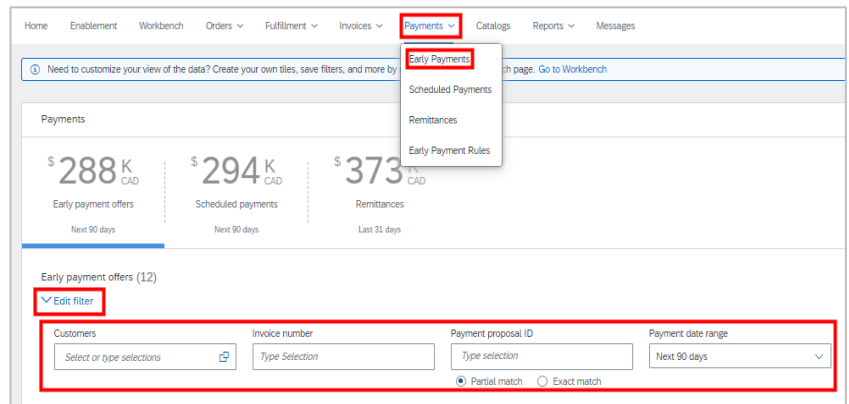 Home Enablement Workbench Orders Fulfillment Invoices Payments Catalogs Reports Messages
Need to customize your view of the data? Create your own tiles, save filters, and more by page. Go to Workbench
Early Payments
Scheduled Payments
Remittances
Early Payment Rules
Payments
$ 288 K CAD $ 294 K CAD $ 373 K CAD
Early payment offers Scheduled payments Remittances
Next 90 days Next 90 days Last 31 days
Early payment offers (12)
Edit filter
Customers Invoice number Payment proposal ID Payment date range
Select or type selections Type Selection Type selection Next 90 days
Partial match Exact match